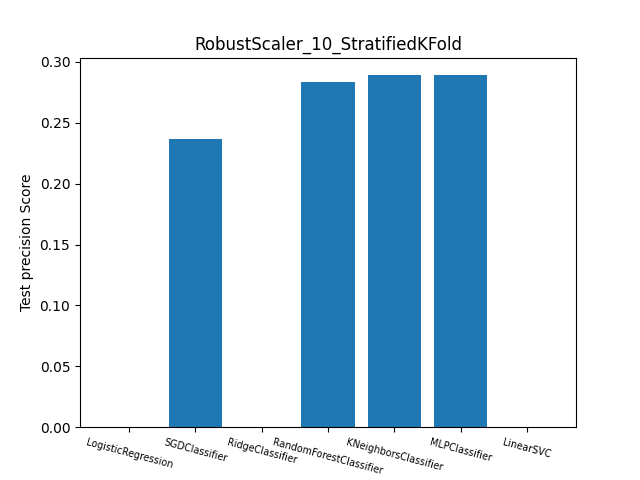 RobustScaler_10_StratifiedKFold
Test precision Score
0.30
0.25
0.20
0.15
0.10
0.05
0.00
LogisticRegression
SGDClassifier
RidgeClassifier
RandomForestClassifier
KNeighborsClassifier
MLPClassifier
LinearSVC